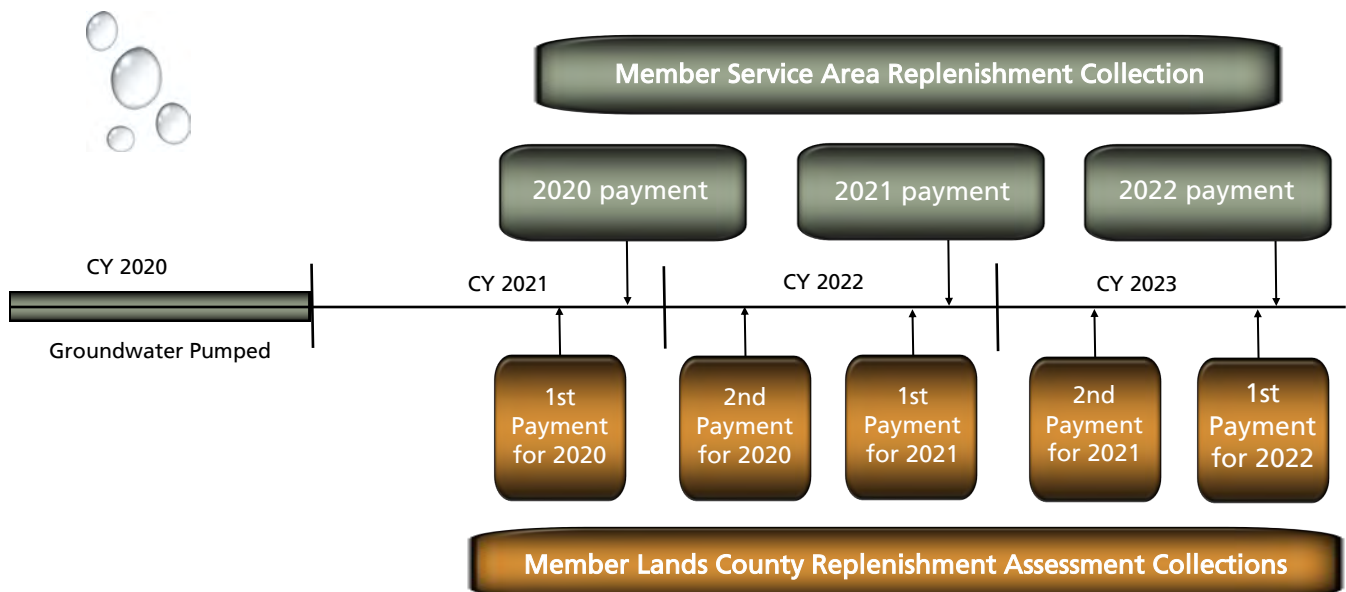 Member Service Area Replenishment Collection
2020 payment
2021 payment
2022 payment
CY 2020
CY 2021
CY 2022
CY 2023
Groundwater Pumped
1st
Payment
for 2020
2nd
Payment
for 2020
1st
Payment
for 2021
2nd
Payment
for 2021
1st
Payment
for 2022
Member Lands County Replenishment Assessment Collections